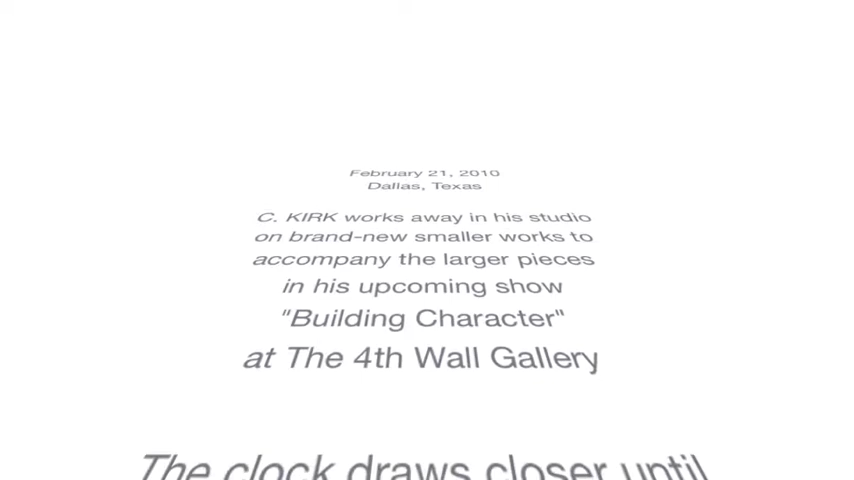 February 21, 2010
Dallas, Texas
C. KIRK works away in his studio
on brand-new smaller works to
accompany the larger pieces
in his upcoming show
"Building Character"
at The 4th Wall Gallery
The clock draws closer until